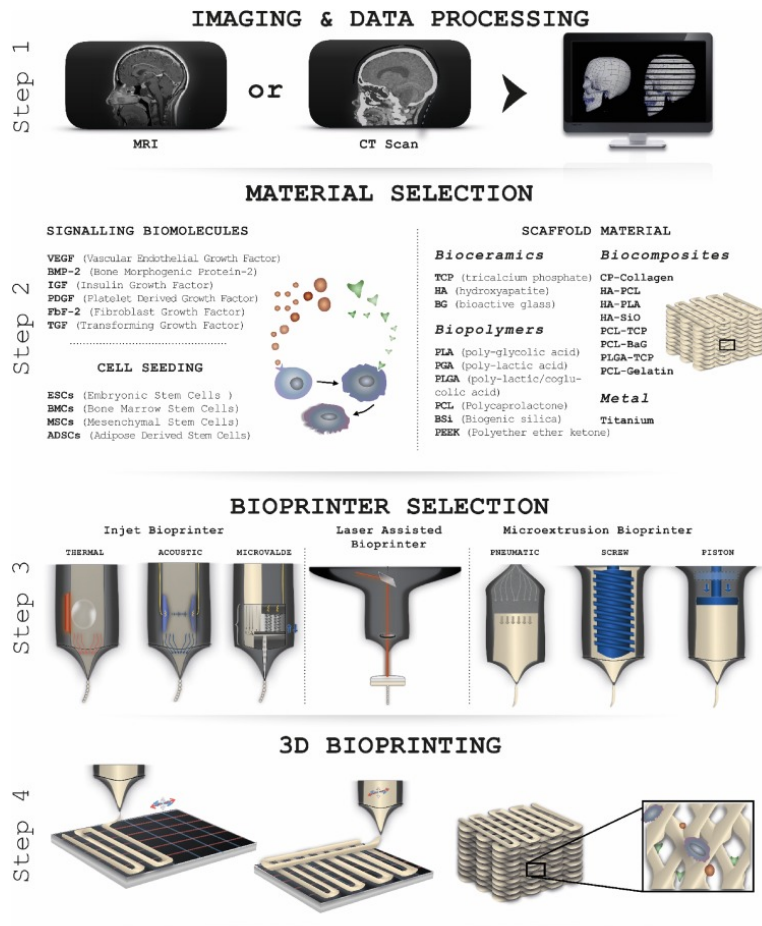 IMAGING & DATA PROCESSING
Step 1
or
MRI
CT Scan
MATERIAL SELECTION
Step 2
SIGNALLING BIOMOLECULES
VEGF (Vascular Endothelial Growth Factor)
BMP-2 (Bone Morphogenic Protein-2)
IGF (Insulin Growth Factor)
PDGF (Platelet Derived Growth Factor)
FbF-2 (Fibroblast Growth Factor)
TGF (Transforming Growth Factor)
CELL SEEDING
ESCs (Embryonic Stem Cells )
BMCs (Bone Marrow Stem Cells)
MSCs (Mesenchymal Stem Cells)
ADSCs (Adipose Derived Stem Cells)
SCAFFOLD MATERIAL
Bioceramics
TCP (tricalcium phosphate)
HA (hydroxyapatite)
BG (bioactive glass)
Biopolymers
PLA (poly-glycolic acid)
PGA (poly-lactic acid)
PLGA (poly-lactic/coglu-
colic acid)
PCL (Polycaprolactone)
BSi (Biogenic silica)
PEEK (Polyether ether ketone)
Biocomposites
CP-Collagen
HA-PCL
HA-PLA
HA-SiO
PCL-TCP
PCL-BaG
PLGA-TCP
PCL-Gelatin
Metal
Titanium
BIOPRINTER SELECTION
Step 3
Injet Bioprinter
THERMAL
ACOUSTIC
MICROVALDE
Laser Assisted
Bioprinter
Microextrusion Bioprinter
PNEUMATIC
SCREW
PISTON
3D BIOPRINTING
Step 4